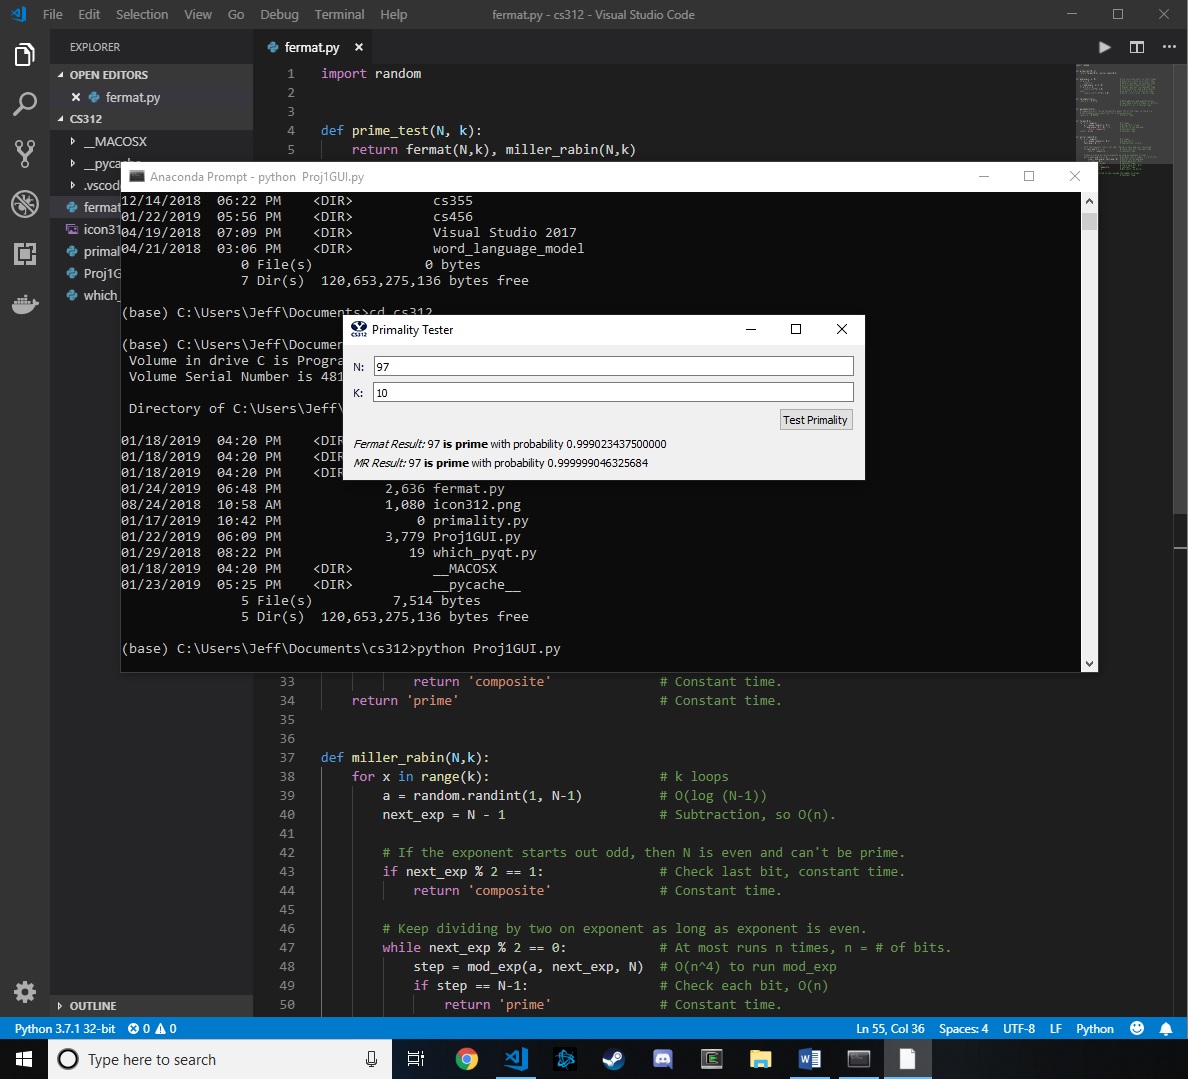 File Edit Selection View Go Debug Terminal Help fermat.py - cs312 - Visual Studio Code
EXPLORER
OPEN EDITORS
fermat.py
CS312
__MACOSX
__pycache__
.vscode
fermat
icon31
primal
Proj1G
which_
OUTLINE
fermat.py
1 import random
2
3
4 def prime_test(N, k):
5 return fermat(N,k), miller_rabin(N,k)
Anaconda Prompt - python Proj1GUI.py
12/14/2018 06:22 PM <DIR> cs355
01/22/2019 05:56 PM <DIR> cs456
04/19/2018 07:09 PM <DIR> Visual Studio 2017
04/21/2018 03:06 PM <DIR> word_language_model
0 File(s) 0 bytes
7 Dir(s) 120,653,275,136 bytes free
(base) C:\Users\Jeff\Documents>cd cs312
(base) C:\Users\Jeff\Documents
Volume in drive C is Progra
Volume Serial Number is 481
Directory of C:\Users\Jeff\
01/18/2019 04:20 PM <DIR>
01/18/2019 04:20 PM <DIR>
01/18/2019 04:20 PM <DIR>
01/24/2019 06:48 PM 2,636 fermat.py
08/24/2018 10:58 AM 1,080 icon312.png
01/17/2019 10:42 PM 0 primality.py
01/22/2019 06:09 PM 3,779 Proj1GUI.py
01/29/2018 08:22 PM 19 which_pyqt.py
01/18/2019 04:20 PM <DIR> __MACOSX
01/23/2019 05:25 PM <DIR> __pycache__
5 File(s) 7,514 bytes
5 Dir(s) 120,653,275,136 bytes free
(base) C:\Users\Jeff\Documents\cs312>python Proj1GUI.py
Y CS312 Primality Tester
N: 97
K: 10
Test Primality
Fermat Result: 97 is prime with probability 0.999023437500000
MR Result: 97 is prime with probability 0.999999046325684
33 return 'composite' # Constant time.
34 return 'prime' # Constant time.
35
36
37 def miller_rabin(N,k):
38 for x in range(k): # k loops
39 a = random.randint(1, N-1) # O(log (N-1))
40 next_exp = N - 1 # Subtraction, so O(n).
41
42 # If the exponent starts out odd, then N is even and can't be prime.
43 if next_exp % 2 == 1: # Check last bit, constant time.
44 return 'composite' # Constant time.
45
46 # Keep dividing by two on exponent as long as exponent is even.
47 while next_exp % 2 == 0: # At most runs n times, n = # of bits.
48 step = mod_exp(a, next_exp, N) # O(n^4) to run mod_exp
49 if step == N-1: # Check each bit, O(n)
50 return 'prime' # Constant time.
Python 3.7.1 32-bit 0 0 Ln 55, Col 36 Spaces: 4 UTF-8 LF Python
Type here to search